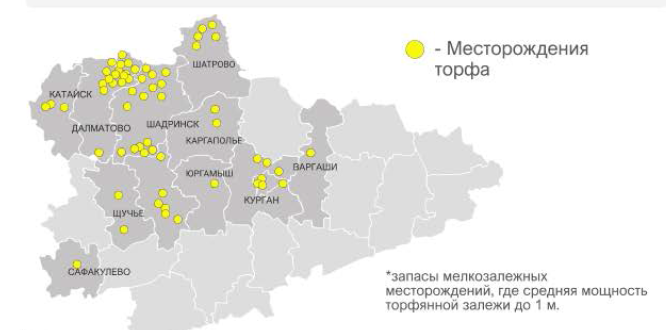 - Месторождения
торфа
ШАТРОВО
КАТАЙСК
ДАЛМАТОВО
ШАДРИНСК
КАРГАПОЛЬЕ
ВАРГАШИ
ЮРГАМЫШ
КУРГАН
ЩУЧЬЕ
САФАКУЛЕВО
*запасы мелкозалежных
месторождений, где средняя мощность
торфянной залежи до 1 м.